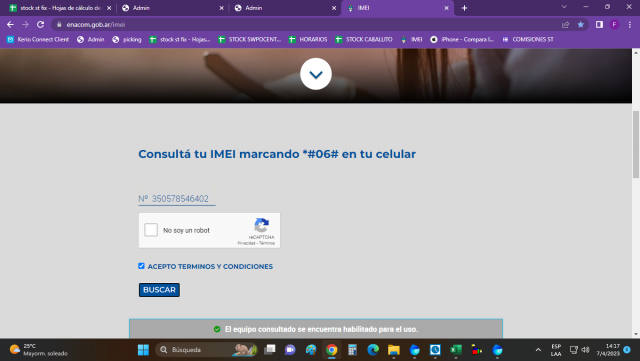 stock st fix - Hojas de cálculo de
Admin
Admin
IMEI
enacom.gob.ar/imei
F
Kerio Connect Client
Admin
picking
stock st fix - Hojas...
STOCK SWPOCENT...
HORARIOS
STOCK CABALLITO
IMEI
iPhone - Compara l...
COMISIONES ST
Consultá tu IMEI marcando *#06# en tu celular
Nº 350578546402
No soy un robot
reCAPTCHA
Privacidad - Términos
ACEPTO TERMINOS Y CONDICIONES
BUSCAR
El equipo consultado se encuentra habilitado para el uso.
25°C
Mayorm. soleado
Búsqueda
ESP
LAA
14:17
7/4/2023